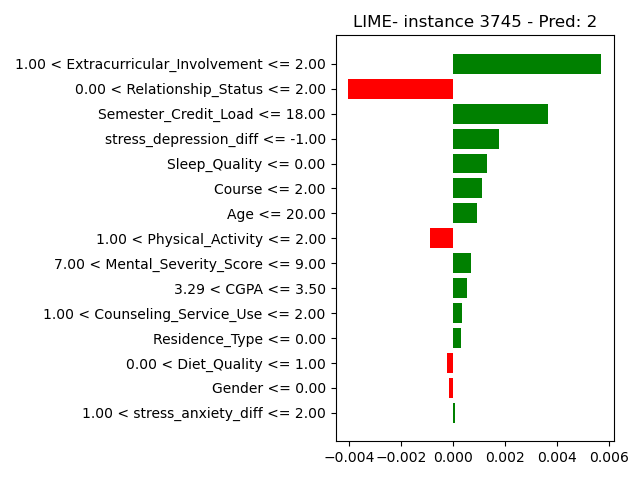 LIME- instance 3745 - Pred: 2
1.00 < Extracurricular_Involvement <= 2.00
0.00 < Relationship_Status <= 2.00
Semester_Credit_Load <= 18.00
stress_depression_diff <= -1.00
Sleep_Quality <= 0.00
Course <= 2.00
Age <= 20.00
1.00 < Physical_Activity <= 2.00
7.00 < Mental_Severity_Score <= 9.00
3.29 < CGPA <= 3.50
1.00 < Counseling_Service_Use <= 2.00
Residence_Type <= 0.00
0.00 < Diet_Quality <= 1.00
Gender <= 0.00
1.00 < stress_anxiety_diff <= 2.00
−0.004 −0.002 0.000 0.002 0.004 0.006